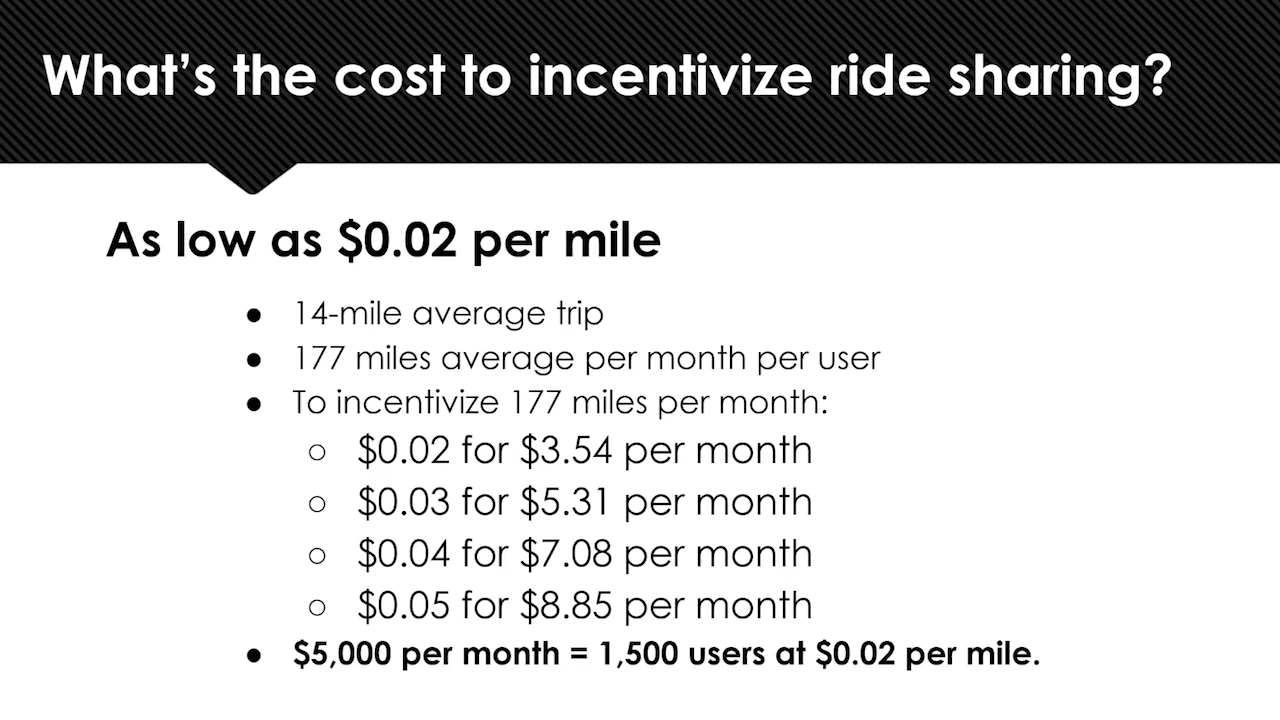 What’s the cost to incentivize ride sharing?
As low as $0.02 per mile
● 14-mile average trip
● 177 miles average per month per user
● To incentivize 177 miles per month:
○ $0.02 for $3.54 per month
○ $0.03 for $5.31 per month
○ $0.04 for $7.08 per month
○ $0.05 for $8.85 per month
● $5,000 per month = 1,500 users at $0.02 per mile.